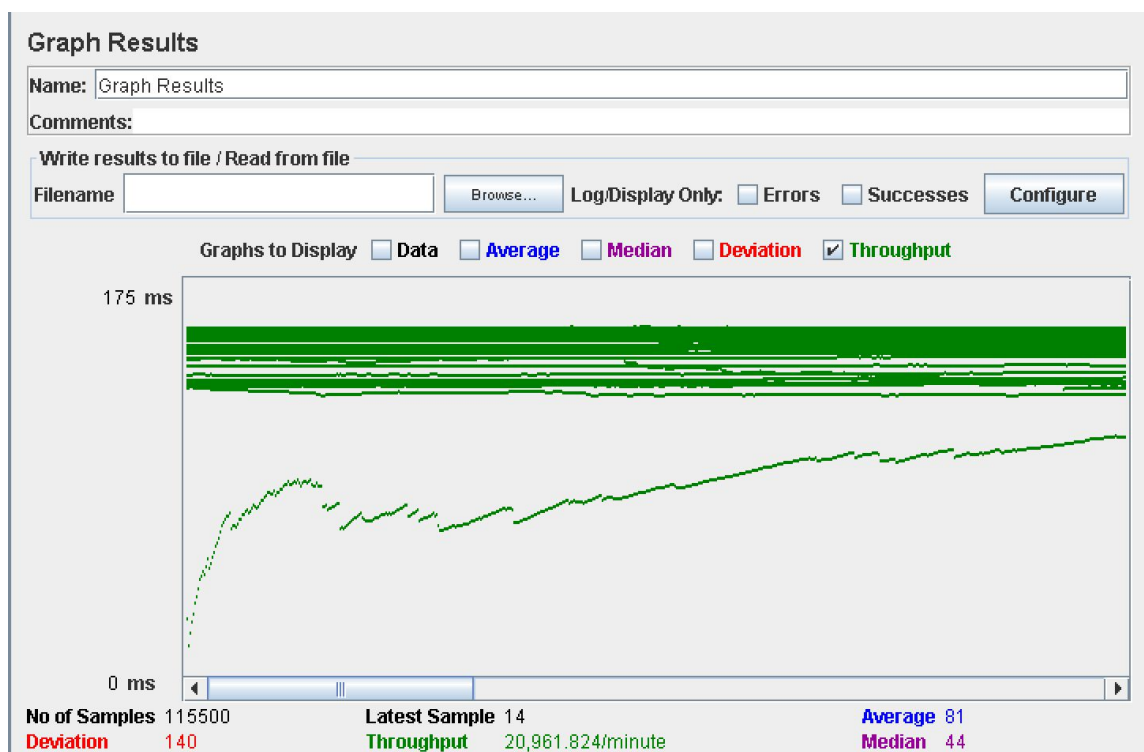 Graph Results
Name: Graph Results
Comments:
Write results to file / Read from file
Filename Browse... Log/Display Only: Errors Successes Configure
Graphs to Display Data Average Median Deviation Throughput
175 ms
0 ms
No of Samples 115500 Latest Sample 14 Average 81
Deviation 140 Throughput 20,961.824/minute Median 44